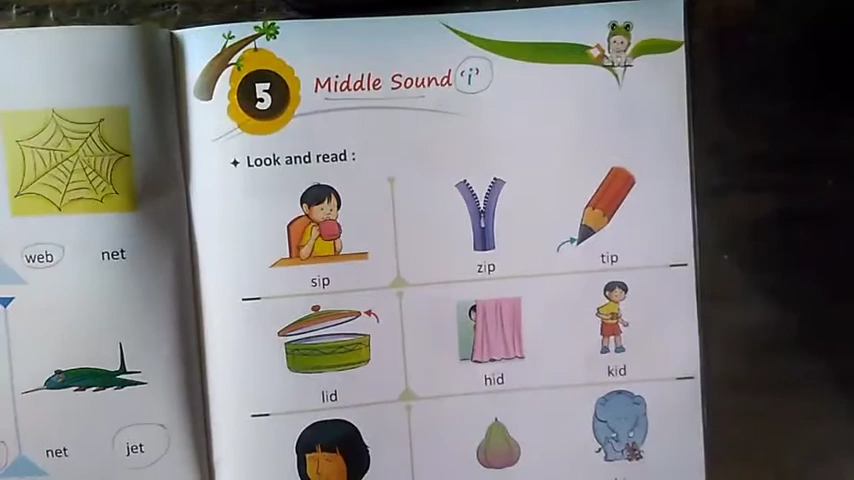 5
Middle Sound 'i'
✦ Look and read :
sip zip tip
lid hid kid
web net
net jet